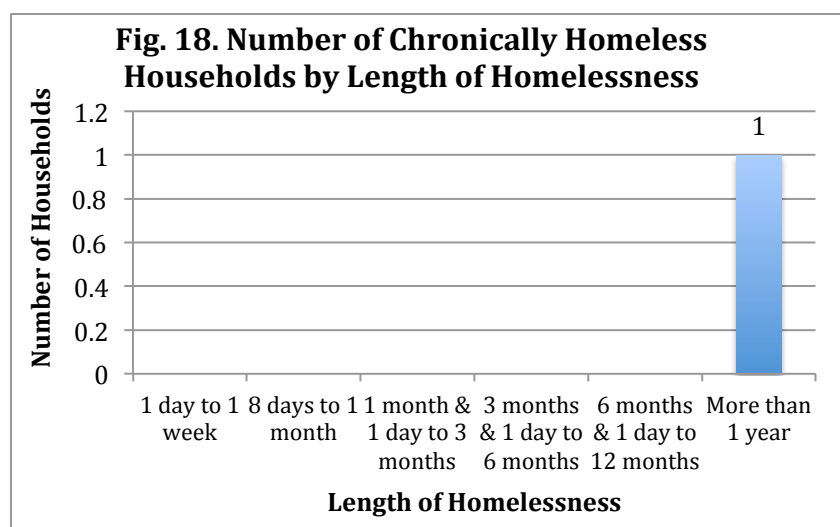 Fig. 18. Number of Chronically Homeless
Households by Length of Homelessness
Number of Households
1.2
1
0.8
0.6
0.4
0.2
0
1
1 day to 1
week
8 days to 1
month
1 month &
1 day to 3
months
3 months
& 1 day to
6 months
6 months
& 1 day to
12 months
More than
1 year
Length of Homelessness